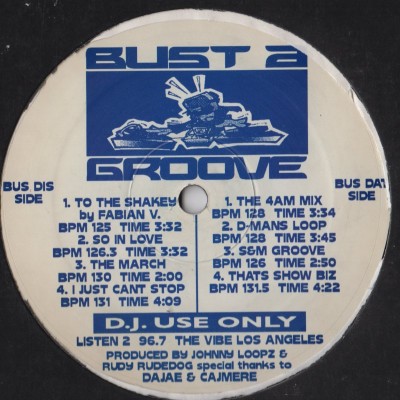 BUST A
GROOVE
BUS DIS
SIDE
1. TO THE SHAKEY
by FABIAN V.
BPM 125 TIME 3:32
2. SO IN LOVE
BPM 126.3 TIME 3:32
3. THE MARCH
BPM 130 TIME 2:00
4. I JUST CANT STOP
BPM 131 TIME 4:09
BUS DAT
SIDE
1. THE 4AM MIX
BPM 128 TIME 3:34
2. D-MANS LOOP
BPM 128 TIME 3:45
3. S&M GROOVE
BPM 126 TIME 2:50
4. THATS SHOW BIZ
BPM 131.5 TIME 4:22
D.J. USE ONLY
LISTEN 2 96.7 THE VIBE LOS ANGELES
PRODUCED BY JOHNNY LOOPZ &
RUDY RUDEDOG special thanks to
DAJAE & CAJMERE